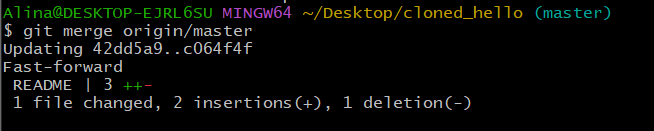 Alina@DESKTOP-EJRL6SU MINGW64 ~/Desktop/cloned_hello (master)
$ git merge origin/master
Updating 42dd5a9..c064f4f
Fast-forward
 README | 3 ++-
 1 file changed, 2 insertions(+), 1 deletion(-)